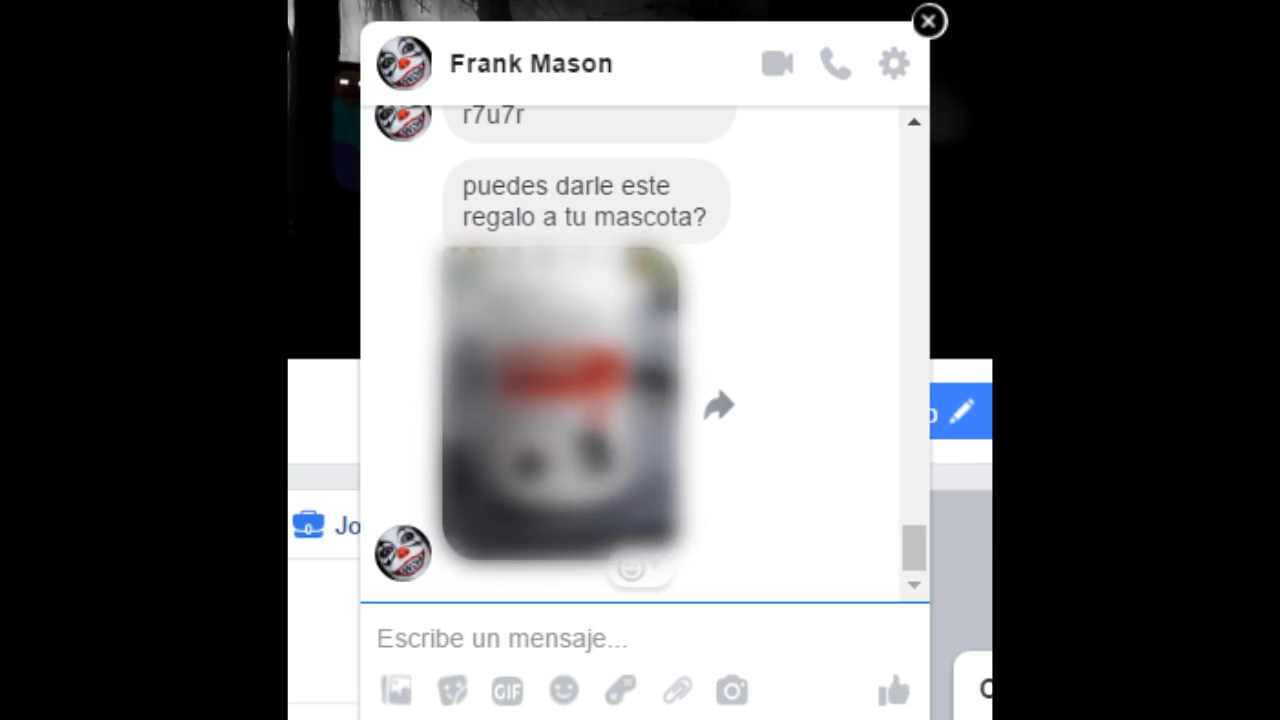 Frank Mason
r7u7r
puedes darle este
regalo a tu mascota?
Jo
Escribe un mensaje...
GIF